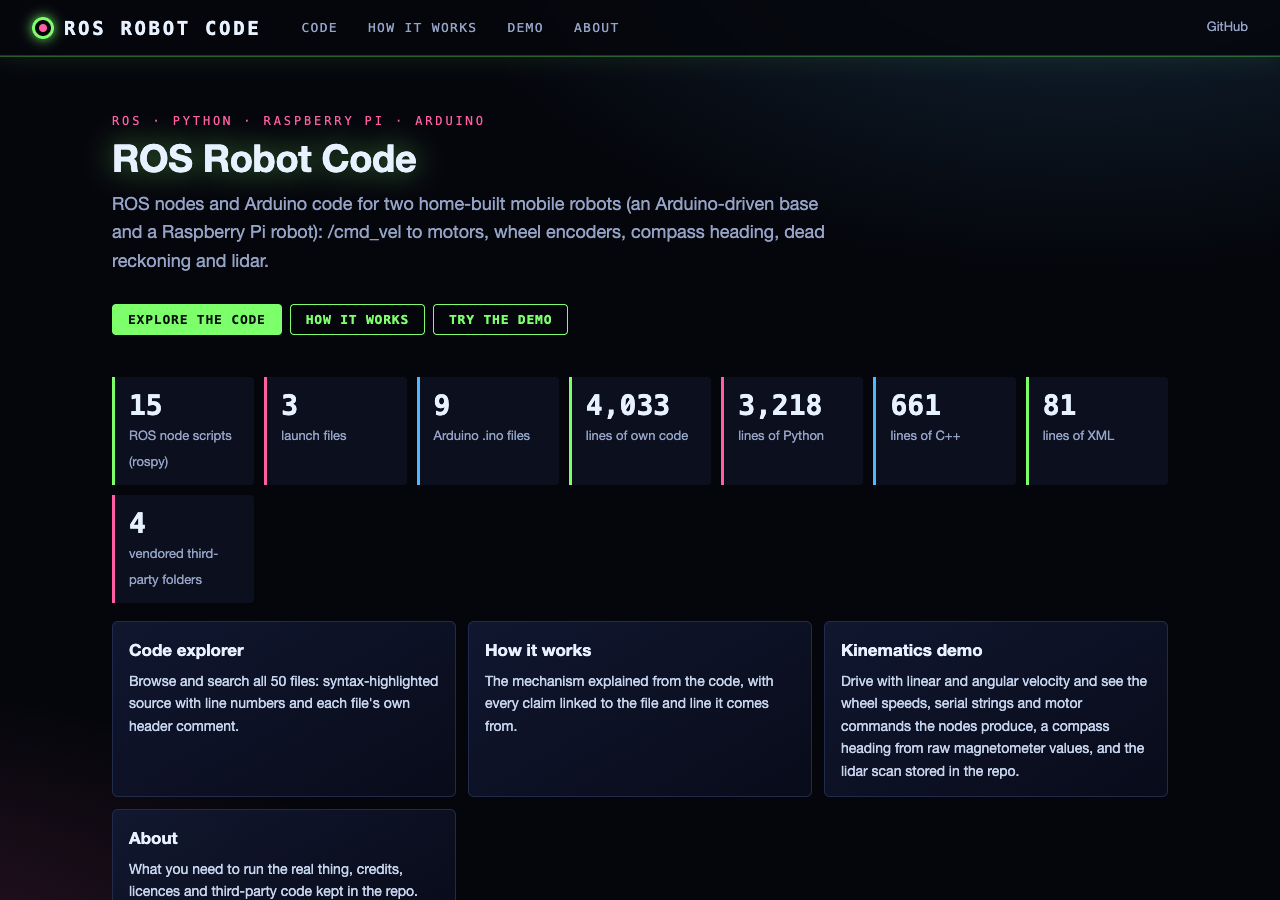 ROS ROBOT CODE
CODE
HOW IT WORKS
DEMO
ABOUT
GitHub
ROS · PYTHON · RASPBERRY PI · ARDUINO
ROS Robot Code
ROS nodes and Arduino code for two home-built mobile robots (an Arduino-driven base
and a Raspberry Pi robot): /cmd_vel to motors, wheel encoders, compass heading, dead
reckoning and lidar.
EXPLORE THE CODE
HOW IT WORKS
TRY THE DEMO
15
ROS node scripts
(rospy)
3
launch files
9
Arduino .ino files
4,033
lines of own code
3,218
lines of Python
661
lines of C++
81
lines of XML
4
vendored third-
party folders
Code explorer
Browse and search all 50 files: syntax-highlighted
source with line numbers and each file's own
header comment.
How it works
The mechanism explained from the code, with
every claim linked to the file and line it comes
from.
Kinematics demo
Drive with linear and angular velocity and see the
wheel speeds, serial strings and motor
commands the nodes produce, a compass
heading from raw magnetometer values, and the
lidar scan stored in the repo.
About
What you need to run the real thing, credits,
licences and third-party code kept in the repo.